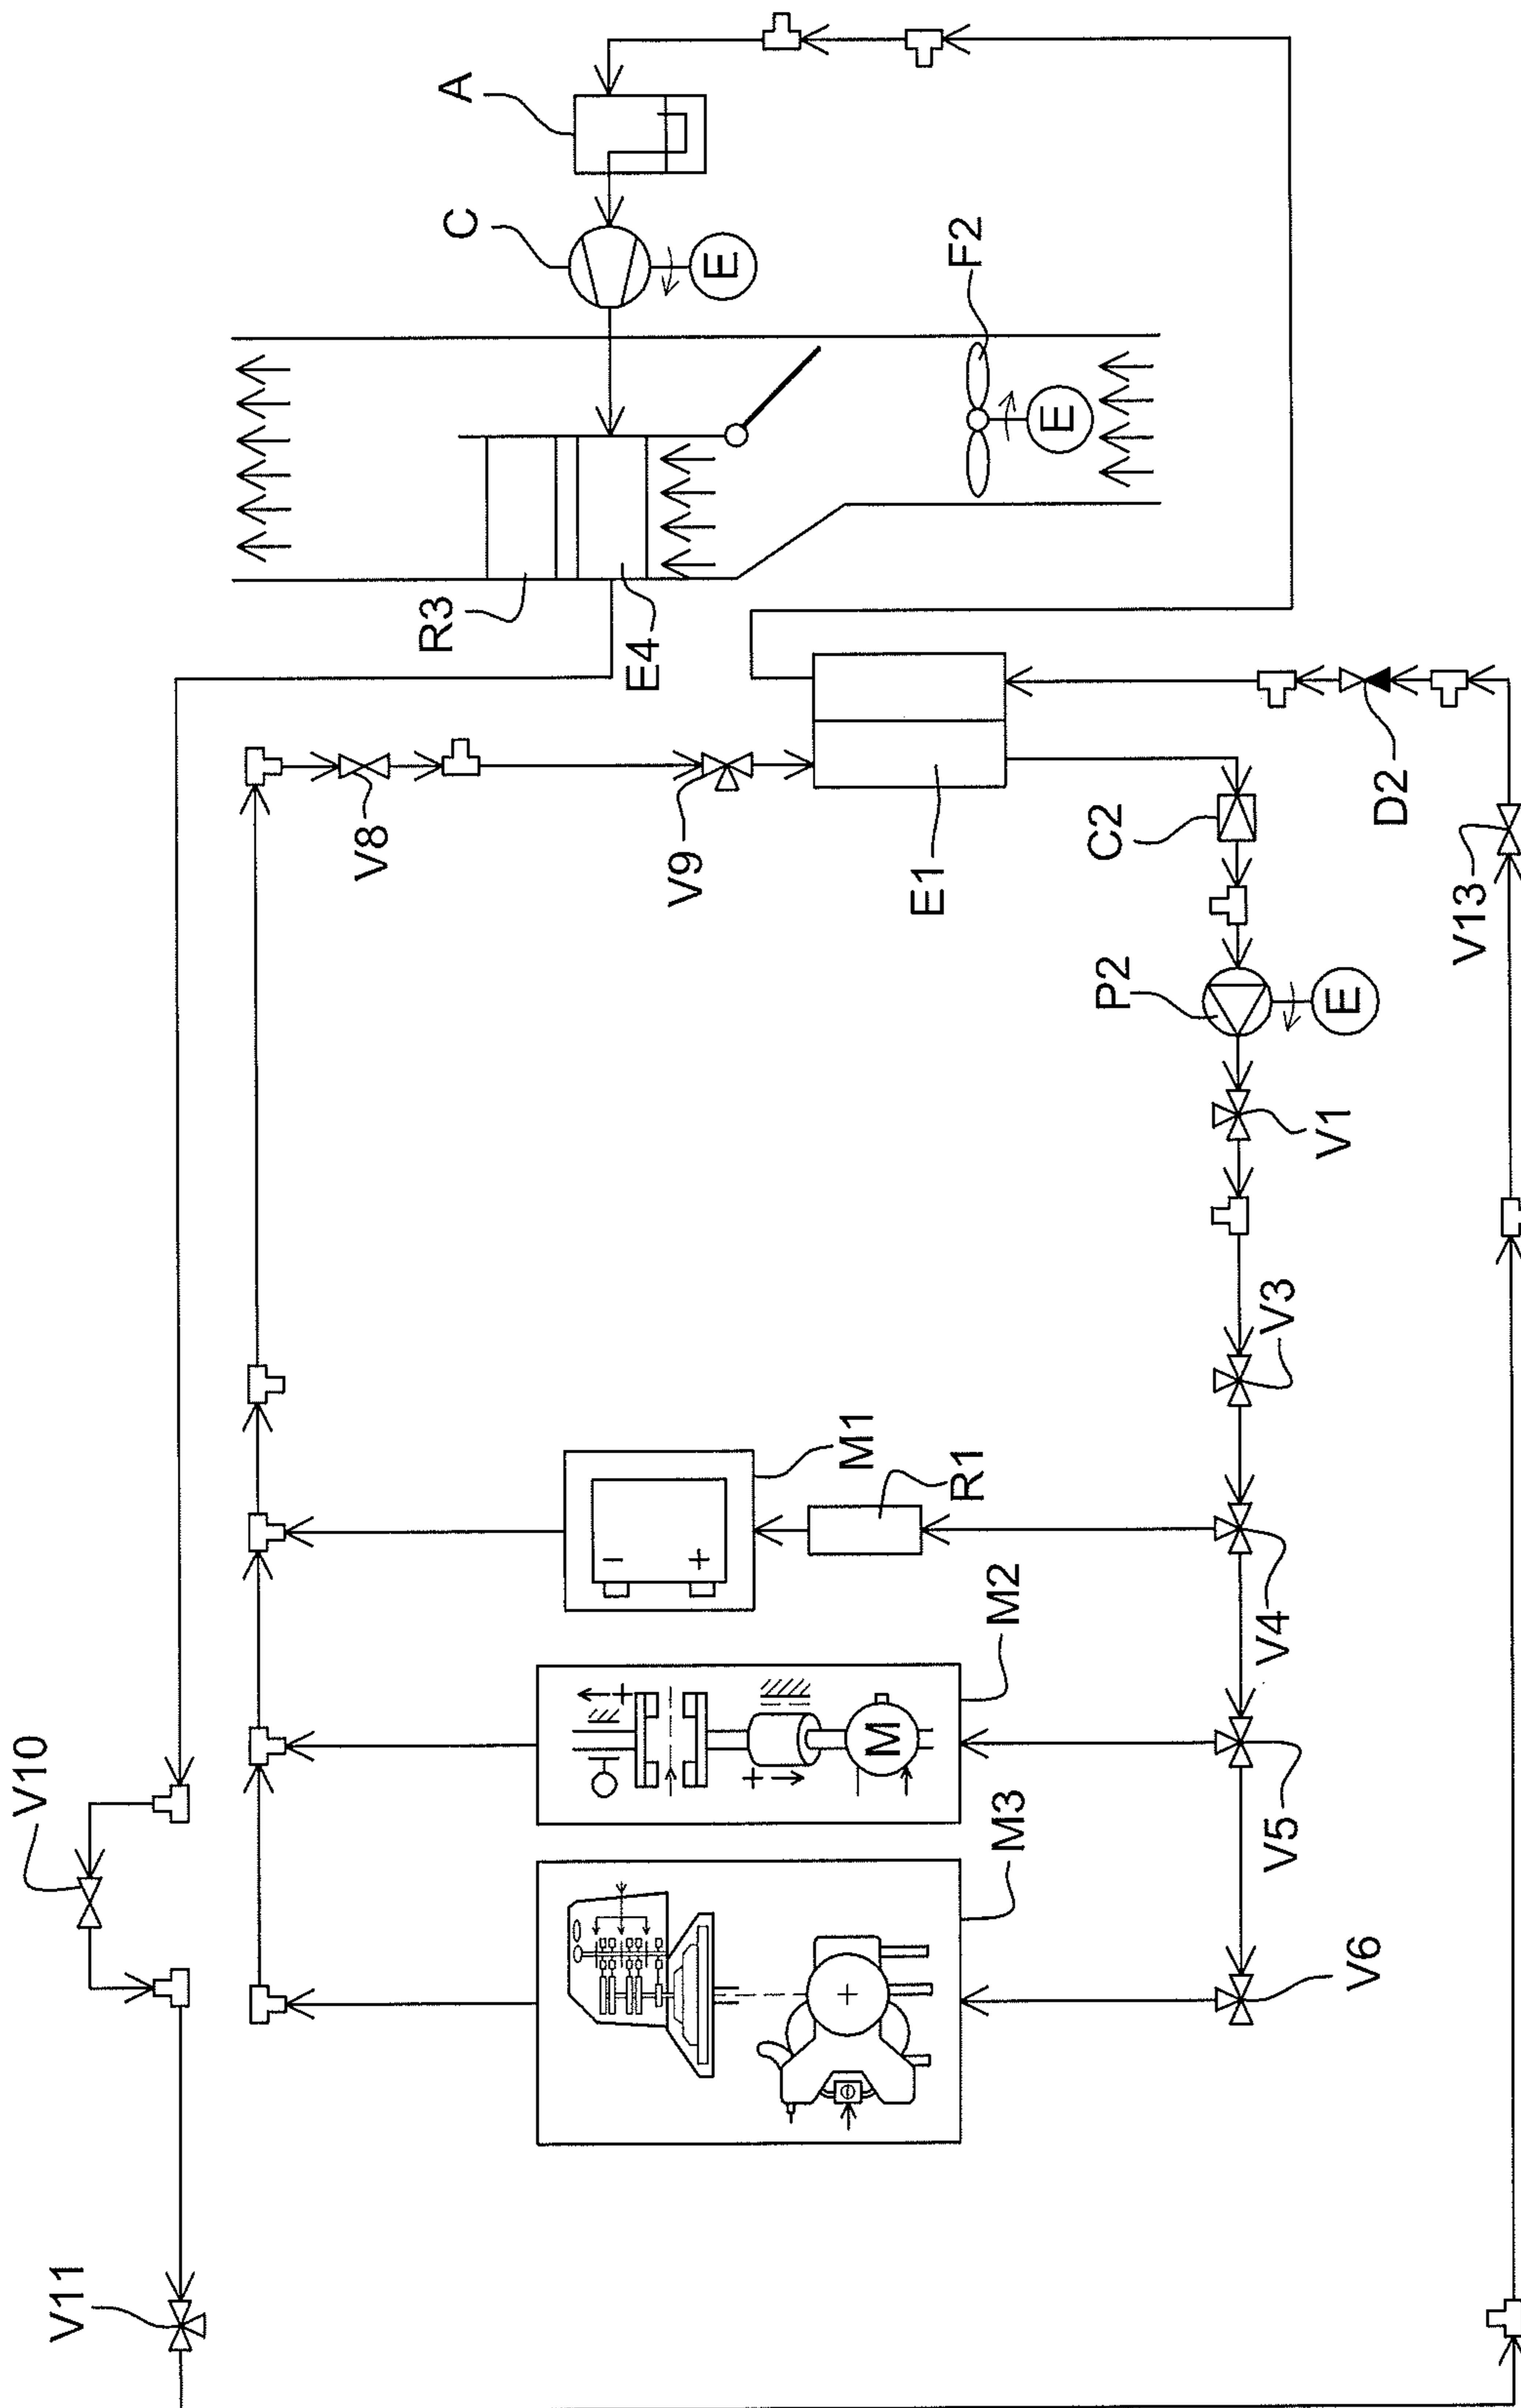 A
C
E
F2
E
R3
E4
V8
V9
E1
C2
D2
V13
P2
E
V1
V3
M1
- +
R1
M2
V4
M
+
+
V10
M3
V5
V6
V11